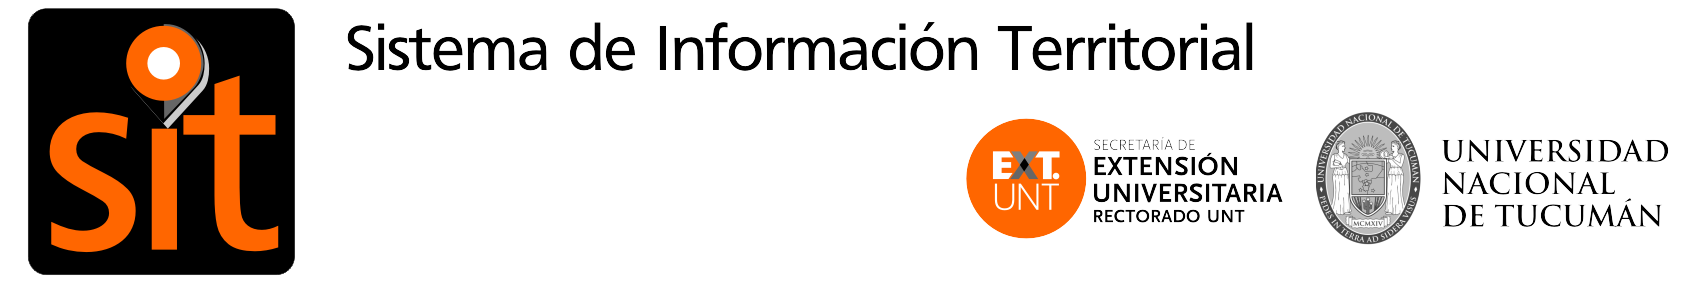 sit
Sistema de Información Territorial
EXT.
UNT
SECRETARÍA DE
EXTENSIÓN
UNIVERSITARIA
RECTORADO UNT
UNIVERSIDAD NACIONAL DE TUCUMÁN
PEDES IN TERRA AD SIDERA VISUS
MCMXIV
UNIVERSIDAD
NACIONAL
DE TUCUMÁN